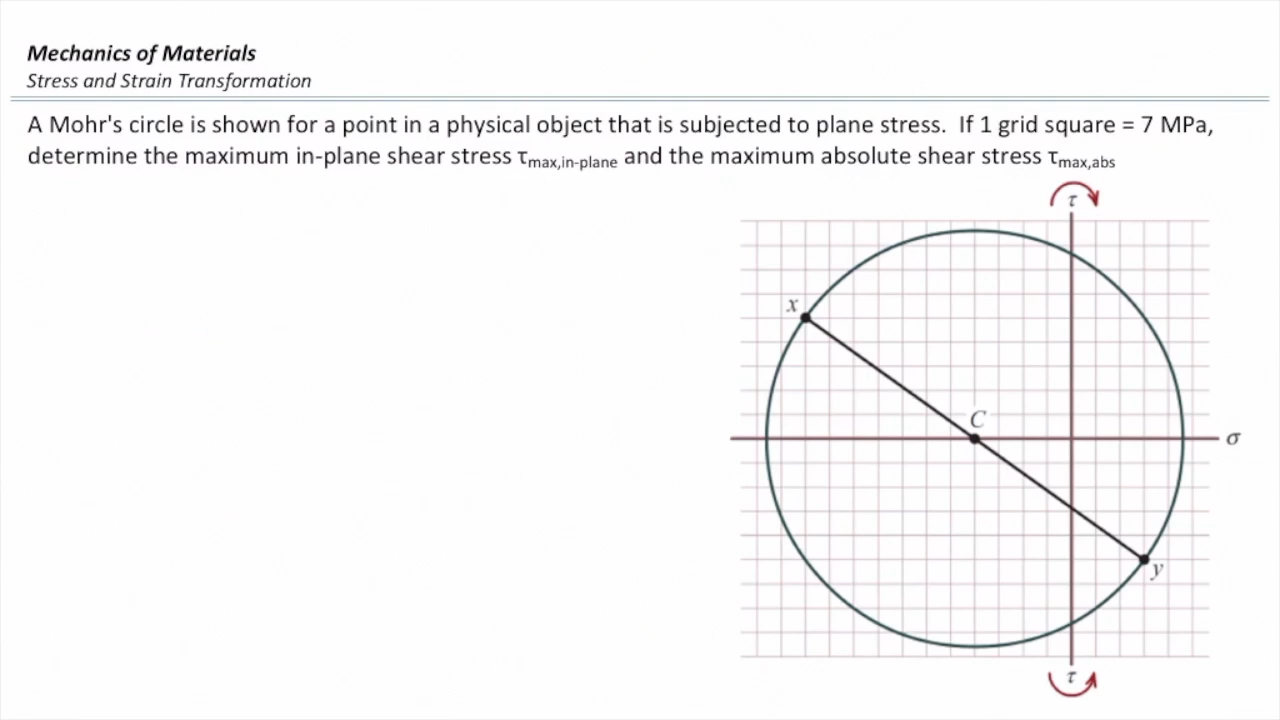 Mechanics of Materials
Stress and Strain Transformation
A Mohr's circle is shown for a point in a physical object that is subjected to plane stress.  If 1 grid square = 7 MPa,
determine the maximum in-plane shear stress τmax,in-plane and the maximum absolute shear stress τmax,abs
τ
x
C
σ
y
τ